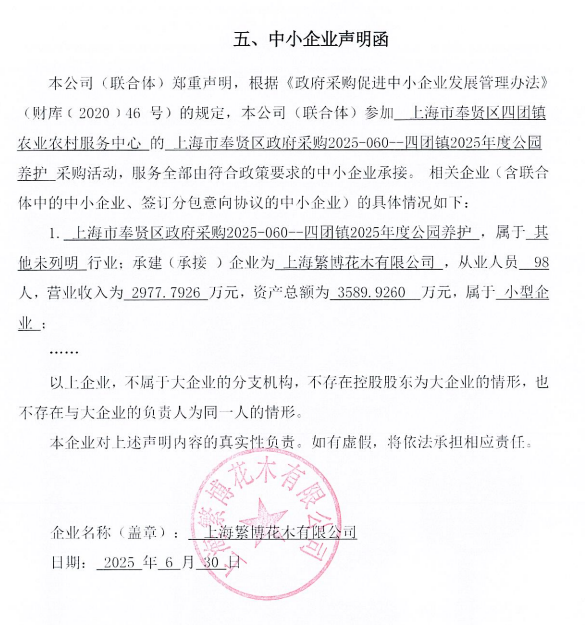 五、中小企业声明函
本公司（联合体）郑重声明，根据《政府采购促进中小企业发展管理办法》
（财库﹝2020﹞46 号）的规定，本公司（联合体）参加 上海市奉贤区四团镇
农业农村服务中心 的 上海市奉贤区政府采购2025-060--四团镇2025年度公园
养护 采购活动，服务全部由符合政策要求的中小企业承接。 相关企业（含联合
体中的中小企业、签订分包意向协议的中小企业）的具体情况如下：
1. 上海市奉贤区政府采购2025-060--四团镇2025年度公园养护 ，属于 其
他未列明 行业；承建（承接 ）企业为 上海繁博花木有限公司 ，从业人员 98
人，营业收入为 2977.7926 万元，资产总额为 3589.9260 万元，属于 小型企
业 ；
……
以上企业，不属于大企业的分支机构，不存在控股股东为大企业的情形，也
不存在与大企业的负责人为同一人的情形。
本企业对上述声明内容的真实性负责。如有虚假，将依法承担相应责任。
上海繁博花木有限公司
企业名称（盖章）： 上海繁博花木有限公司
日期： 2025 年 6 月 30 日